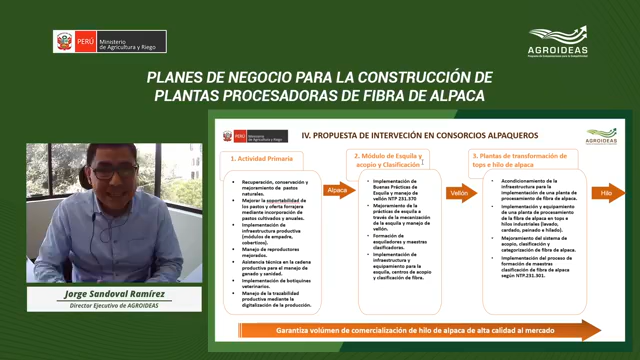 PERÚ
Ministerio
de Agricultura y Riego
AGROIDEAS
PLANES DE NEGOCIO PARA LA CONSTRUCCIÓN DE
PLANTAS PROCESADORAS DE FIBRA DE ALPACA
Jorge Sandoval Ramírez
Director Ejecutivo de AGROIDEAS
PERÚ
IV. PROPUESTA DE INTERVECIÓN EN CONSORCIOS ALPAQUEROS
AGROIDEAS
1. Actividad Primaria
• Recuperación, conservación y
mejoramiento de pastos
naturales.
• Mejorar la soportabilidad de
los pastos y oferta forrajera
mediante incorporación de
pastos cultivados y anuales.
• Implementación de
infraestructura productiva
(módulos de empadre,
cobertizos).
• Manejo de reproductores
mejorados.
• Asistencia técnica en la cadena
productiva para el manejo de
ganado y sanidad.
• Implementación de botiquines
veterinarios.
• Manejo de la trazabilidad
productiva mediante la
digitalización de la producción.
Alpaca
2. Módulo de Esquila y
acopio y Clasificación
• Implementación de
Buenas Prácticas de
Esquila y manejo de
vellón NTP 231.370
• Mejoramiento de la
prácticas de esquila a
través de la mecanización
de la esquila y manejo de
vellón.
• Formación de
esquiladores y maestras
clasificadoras.
• Implementación de
infraestructura y
equipamiento para la
esquila, centros de acopio
y clasificación de fibra.
Vellón
3. Plantas de transformación de
tops e hilo de alpaca
• Acondicionamiento de la
infraestructura para la
implementación de una planta de
procesamiento de fibra de alpaca.
• Implementación y equipamiento
de una planta de procesamiento
de fibra de alpaca en tops e
hilos industriales (lavado,
cardado, peinado e hilado).
• Mejoramiento del sistema de
acopio, clasificación y
categorización de fibra de alpaca.
• Implementación del proceso de
formación de maestras
clasificación de fibra de alpaca
según NTP.231.301.
Hilo
Garantiza volúmen de comercialización de hilo de alpaca de alta calidad al mercado